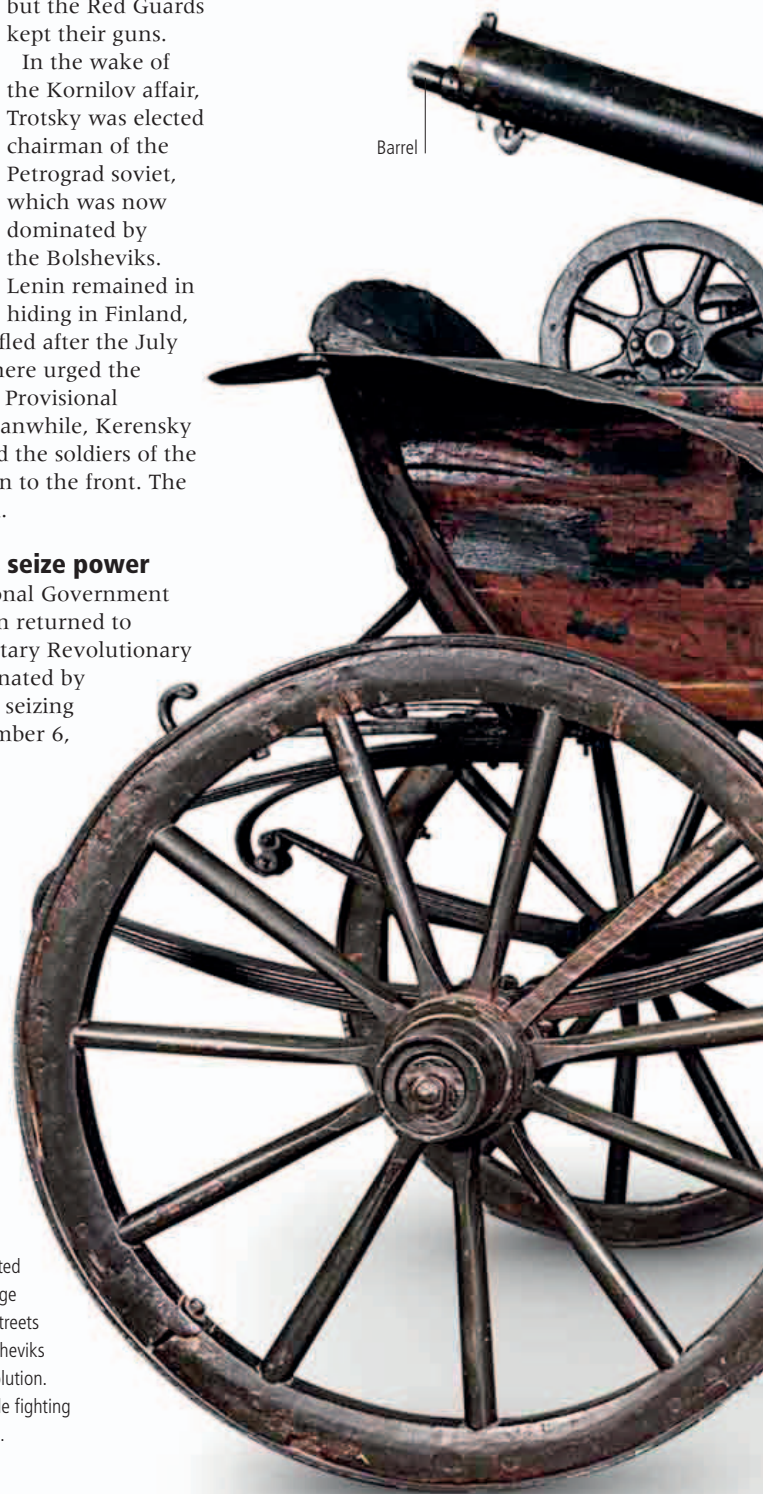 but the Red Guards
kept their guns.
In the wake of
the Kornilov affair,
Trotsky was elected
chairman of the
Petrograd soviet,
which was now
dominated by
the Bolsheviks.
Lenin remained in
hiding in Finland,
fled after the July
here urged the
Provisional
anwhile, Kerensky
d the soldiers of the
n to the front. The
.
seize power
onal Government
n returned to
tary Revolutionary
nated by
seizing
mber 6,
Barrel
ted
ge
treets
heviks
lution.
le fighting
.